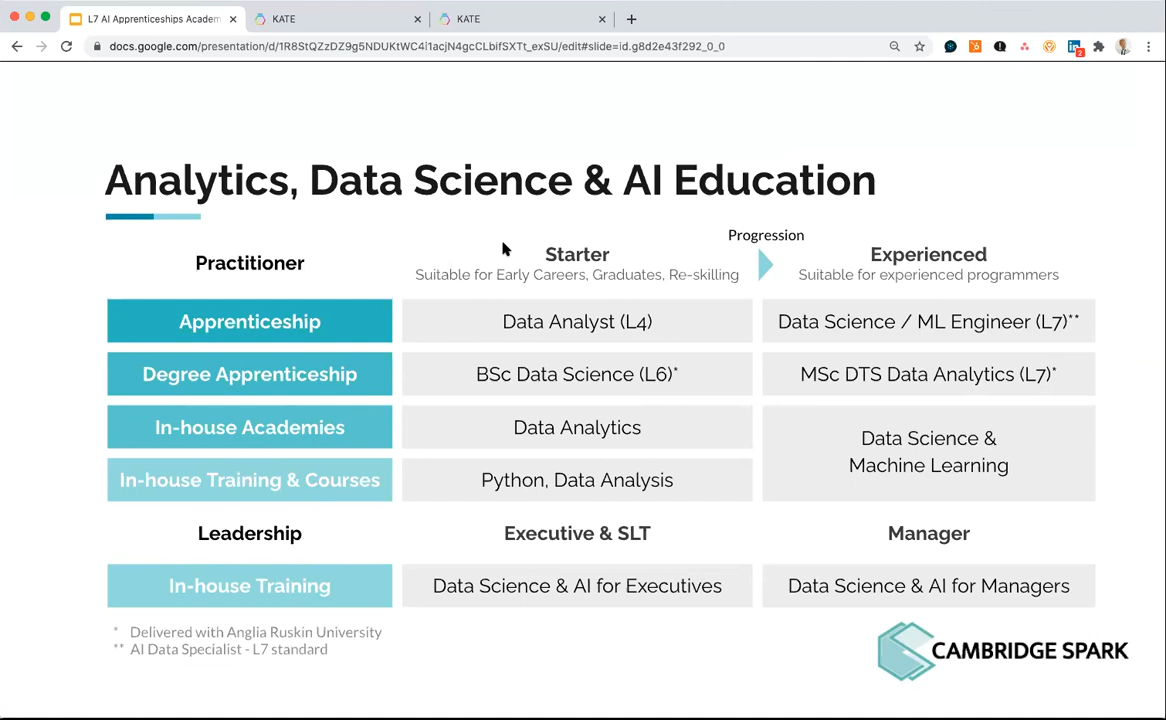 L7 AI Apprenticeships Academ
KATE
KATE
docs.google.com/presentation/d/1R8StQZzDZ9g5NDUKtWC4i1acjN4gcCLbifSXTt_exSU/edit#slide=id.g8d2e43f292_0_0
2
Analytics, Data Science & AI Education
Progression
Practitioner
Starter
Experienced
Suitable for Early Careers, Graduates, Re-skilling
Suitable for experienced programmers
Apprenticeship
Data Analyst (L4)
Data Science / ML Engineer (L7)**
Degree Apprenticeship
BSc Data Science (L6)*
MSc DTS Data Analytics (L7)*
In-house Academies
Data Analytics
Data Science &
Machine Learning
In-house Training & Courses
Python, Data Analysis
Leadership
Executive & SLT
Manager
In-house Training
Data Science & AI for Executives
Data Science & AI for Managers
* Delivered with Anglia Ruskin University
** AI Data Specialist - L7 standard
CAMBRIDGE SPARK